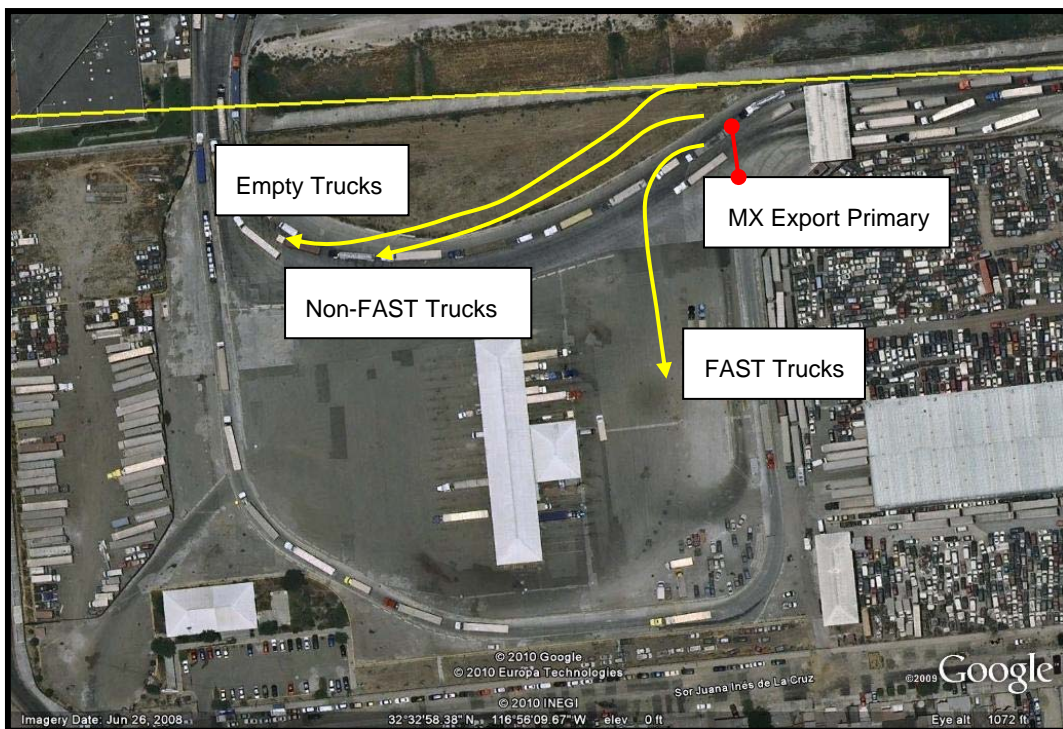 Empty Trucks
MX Export Primary
Non-FAST Trucks
FAST Trucks
© 2010 Google
© 2010 Europa Technologies
© 2010 INEGI
Sor Juana Inés de La Cruz
©2009 Google
Imagery Date: Jun 26, 2008
32°32'58.38" N 116°56'09.67" W elev 0 ft
Eye alt 1072 ft